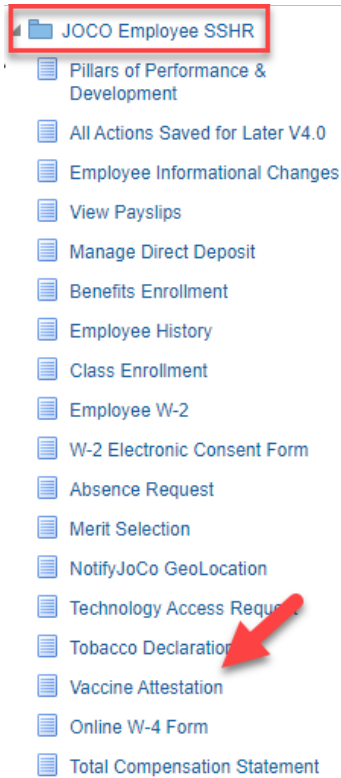 JOCO Employee SSHR
Pillars of Performance &
Development
All Actions Saved for Later V4.0
Employee Informational Changes
View Payslips
Manage Direct Deposit
Benefits Enrollment
Employee History
Class Enrollment
Employee W-2
W-2 Electronic Consent Form
Absence Request
Merit Selection
NotifyJoCo GeoLocation
Technology Access Request
Tobacco Declaration
Vaccine Attestation
Online W-4 Form
Total Compensation Statement